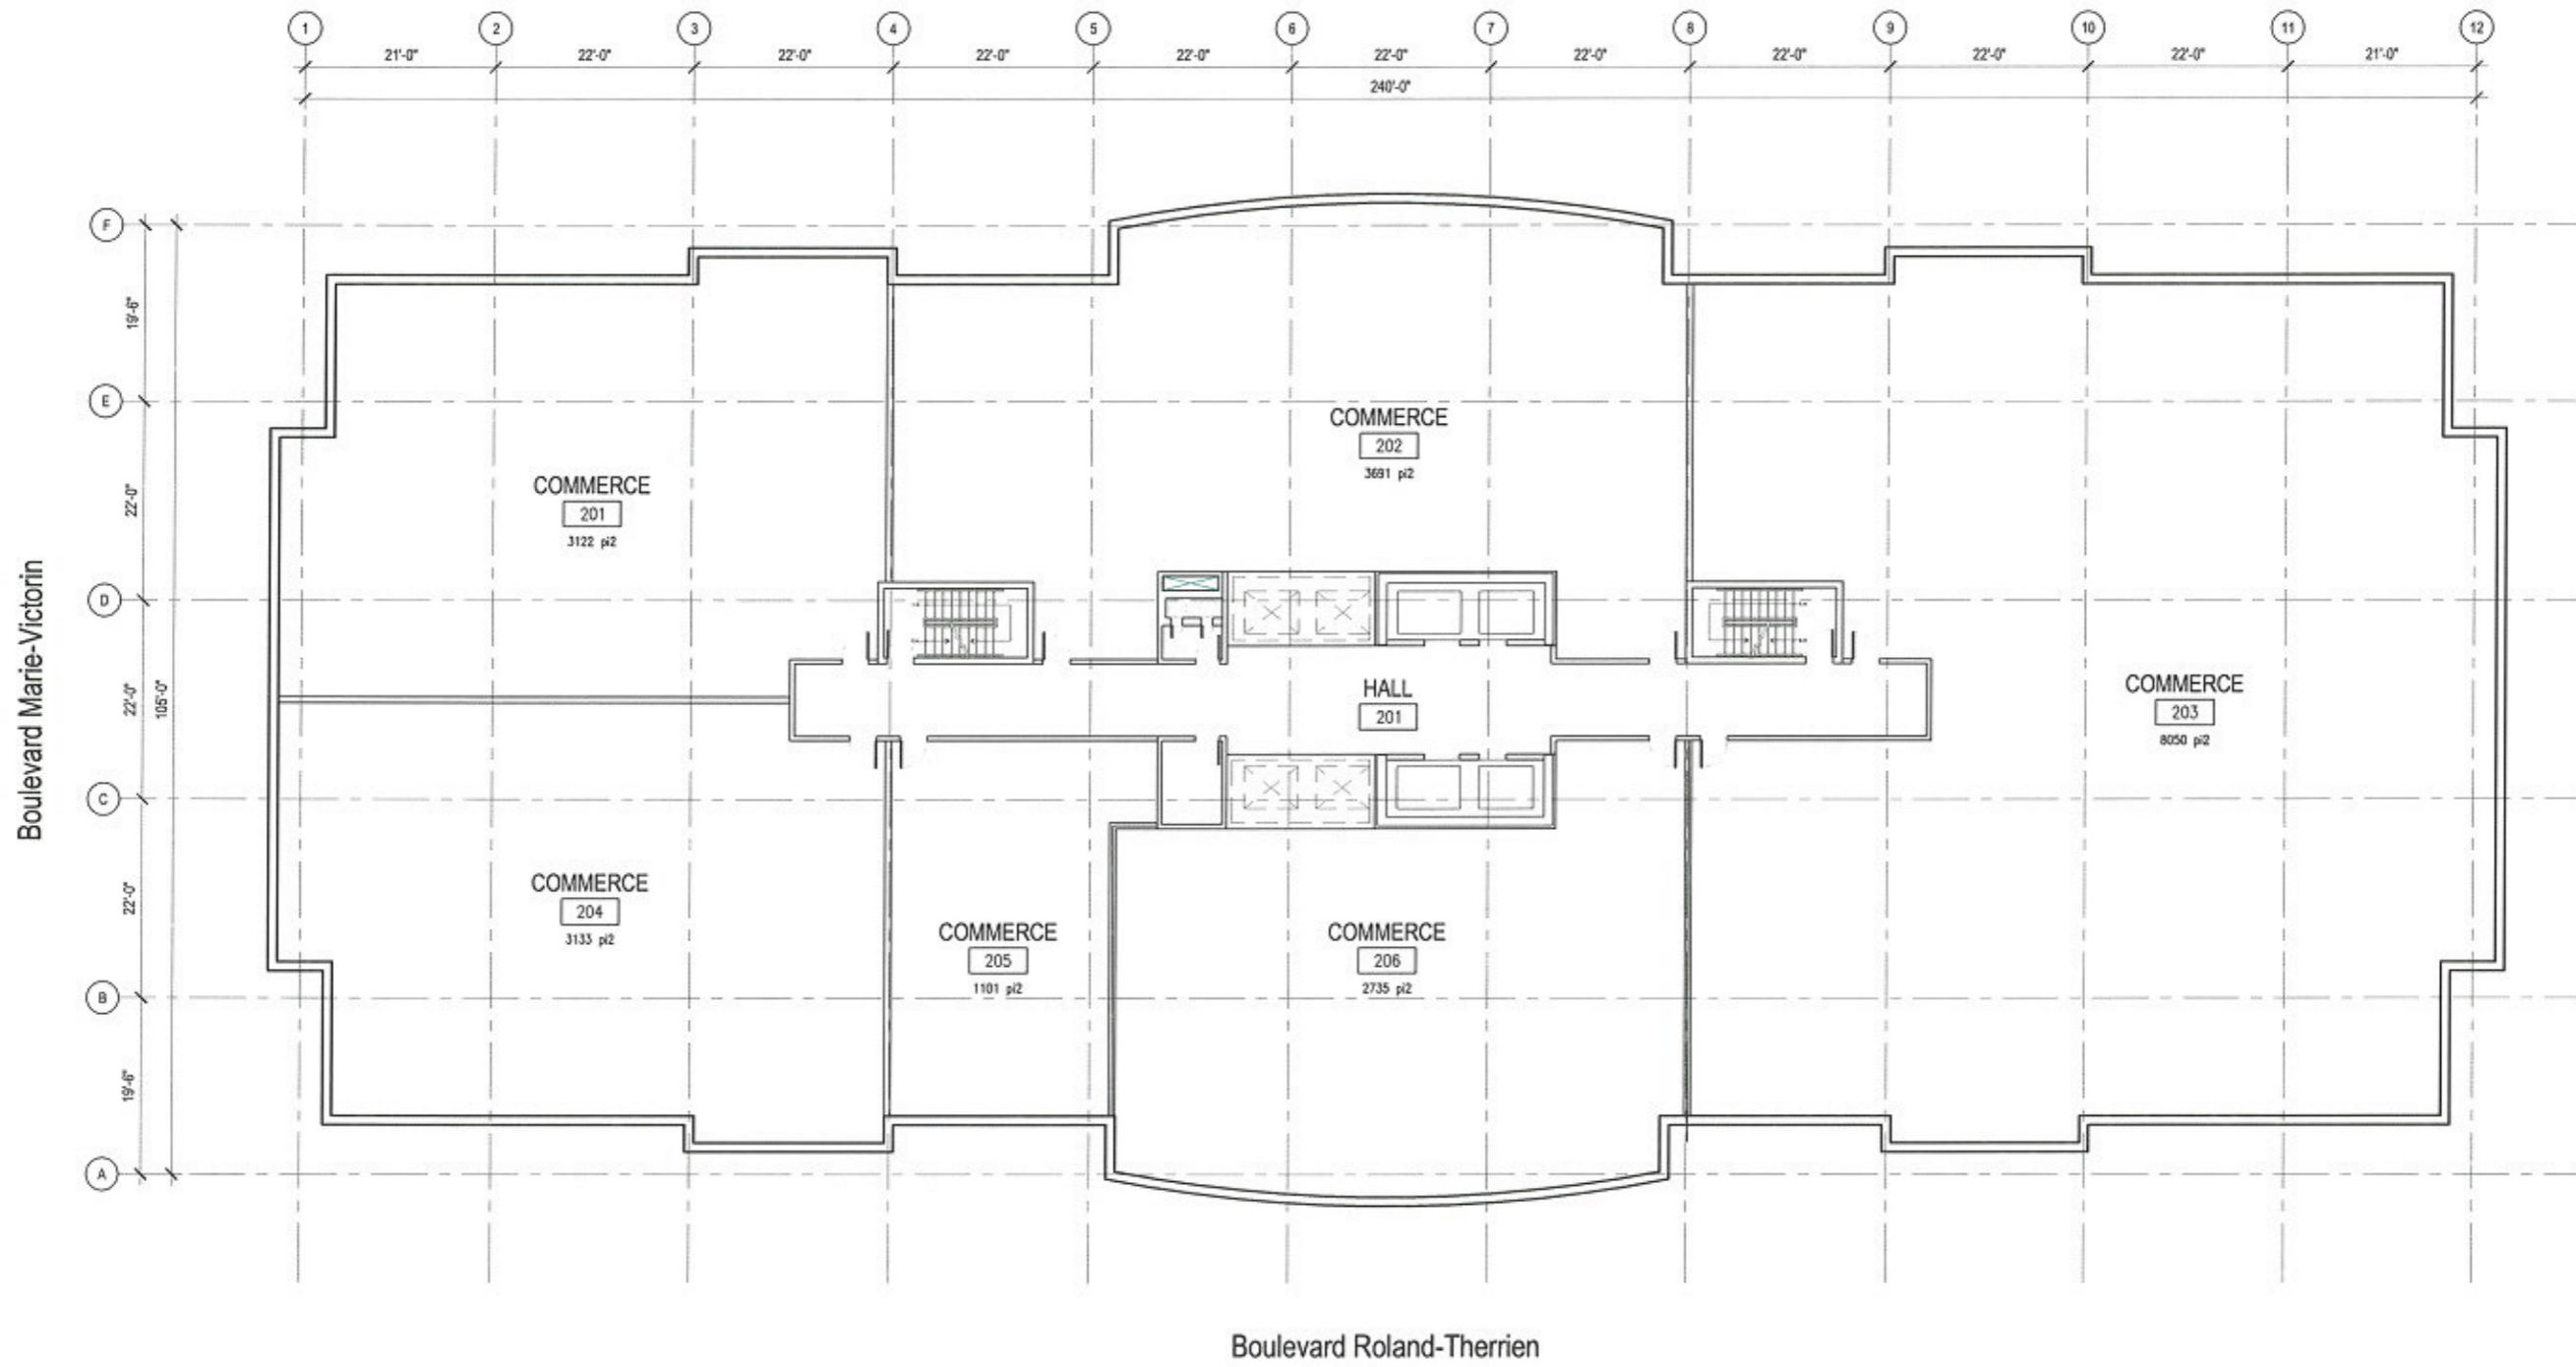 1 2 3 4 5 6 7 8 9 10 11 12
21'-0" 22'-0" 22'-0" 22'-0" 22'-0" 22'-0" 22'-0" 22'-0" 22'-0" 22'-0" 21'-0"
240'-0"
F
19'-6"
E
22'-0"
D
22'-0"
105'-0"
C
22'-0"
B
19'-6"
A
Boulevard Marie-Victorin
COMMERCE
201
3122 pi2
COMMERCE
202
3691 pi2
HALL
201
COMMERCE
203
8050 pi2
COMMERCE
204
3133 pi2
COMMERCE
205
1101 pi2
COMMERCE
206
2735 pi2
Boulevard Roland-Therrien